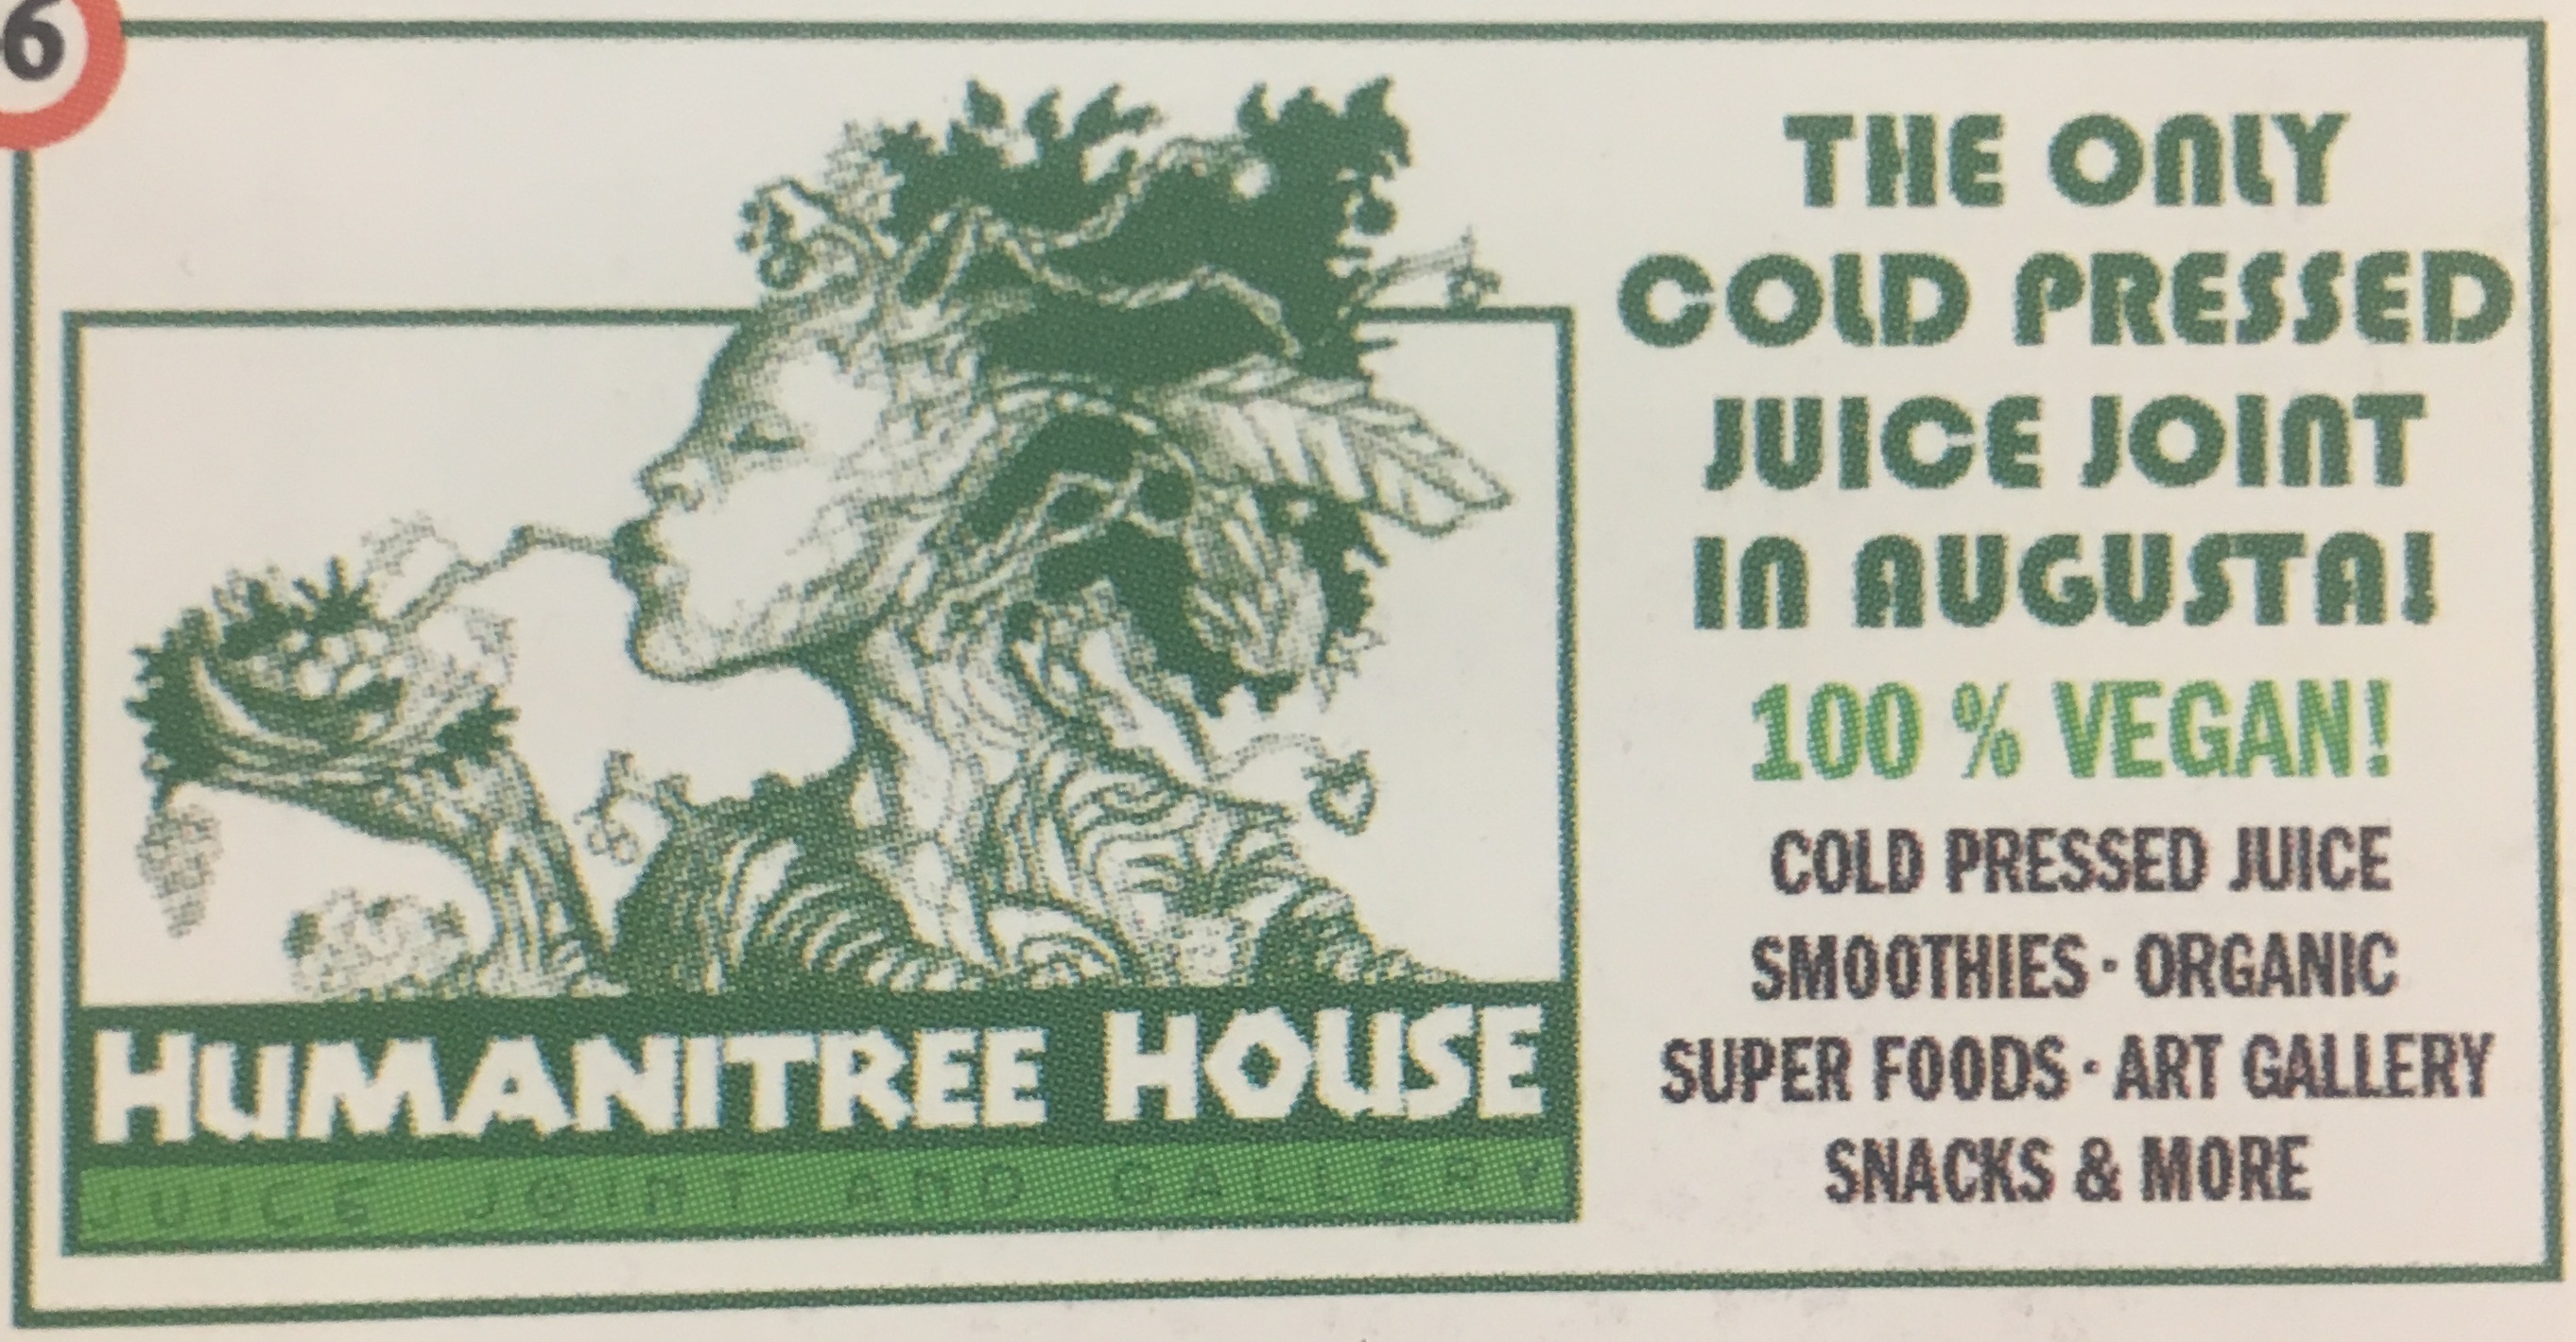 6
THE ONLY
COLD PRESSED
JUICE JOINT
IN AUGUSTA!
100 % VEGAN!
COLD PRESSED JUICE
SMOOTHIES · ORGANIC
SUPER FOODS · ART GALLERY
SNACKS & MORE
HUMANITREE HOUSE
JUICE JOINT AND GALLERY